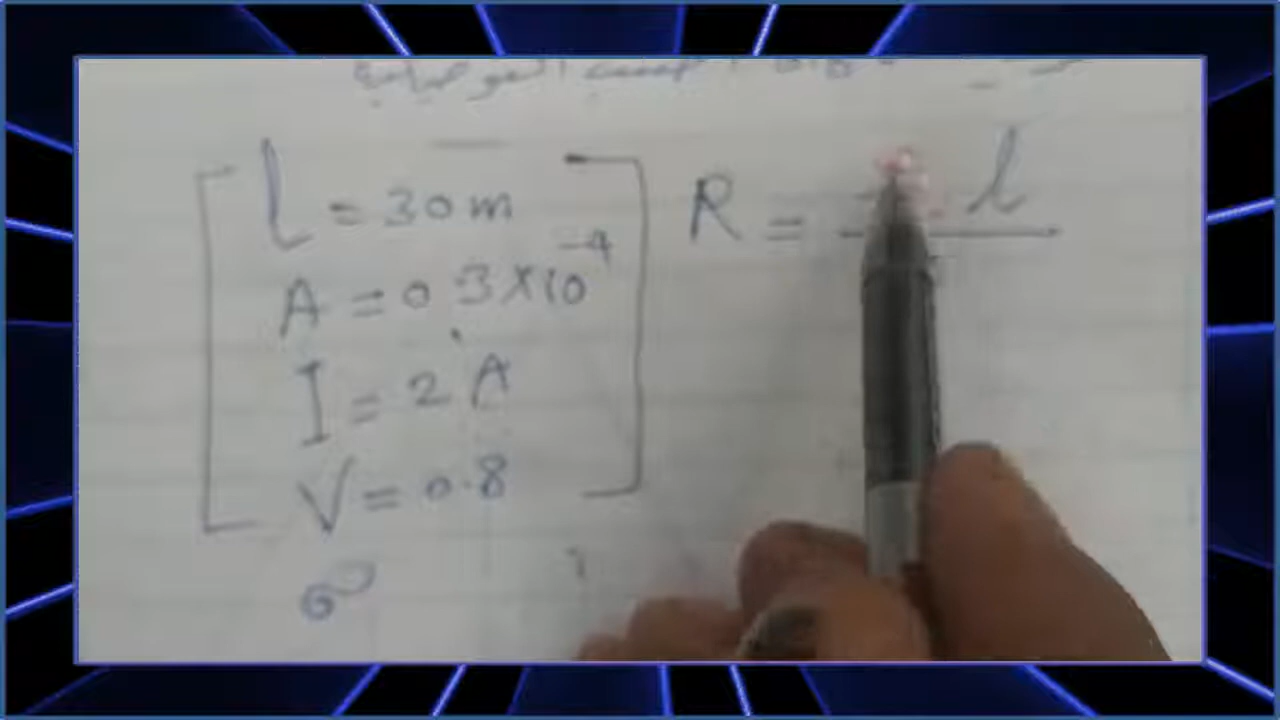 l = 30 m
A = 0.3 × 10⁻⁴
I = 2 A
V = 0.8
σ
R = l